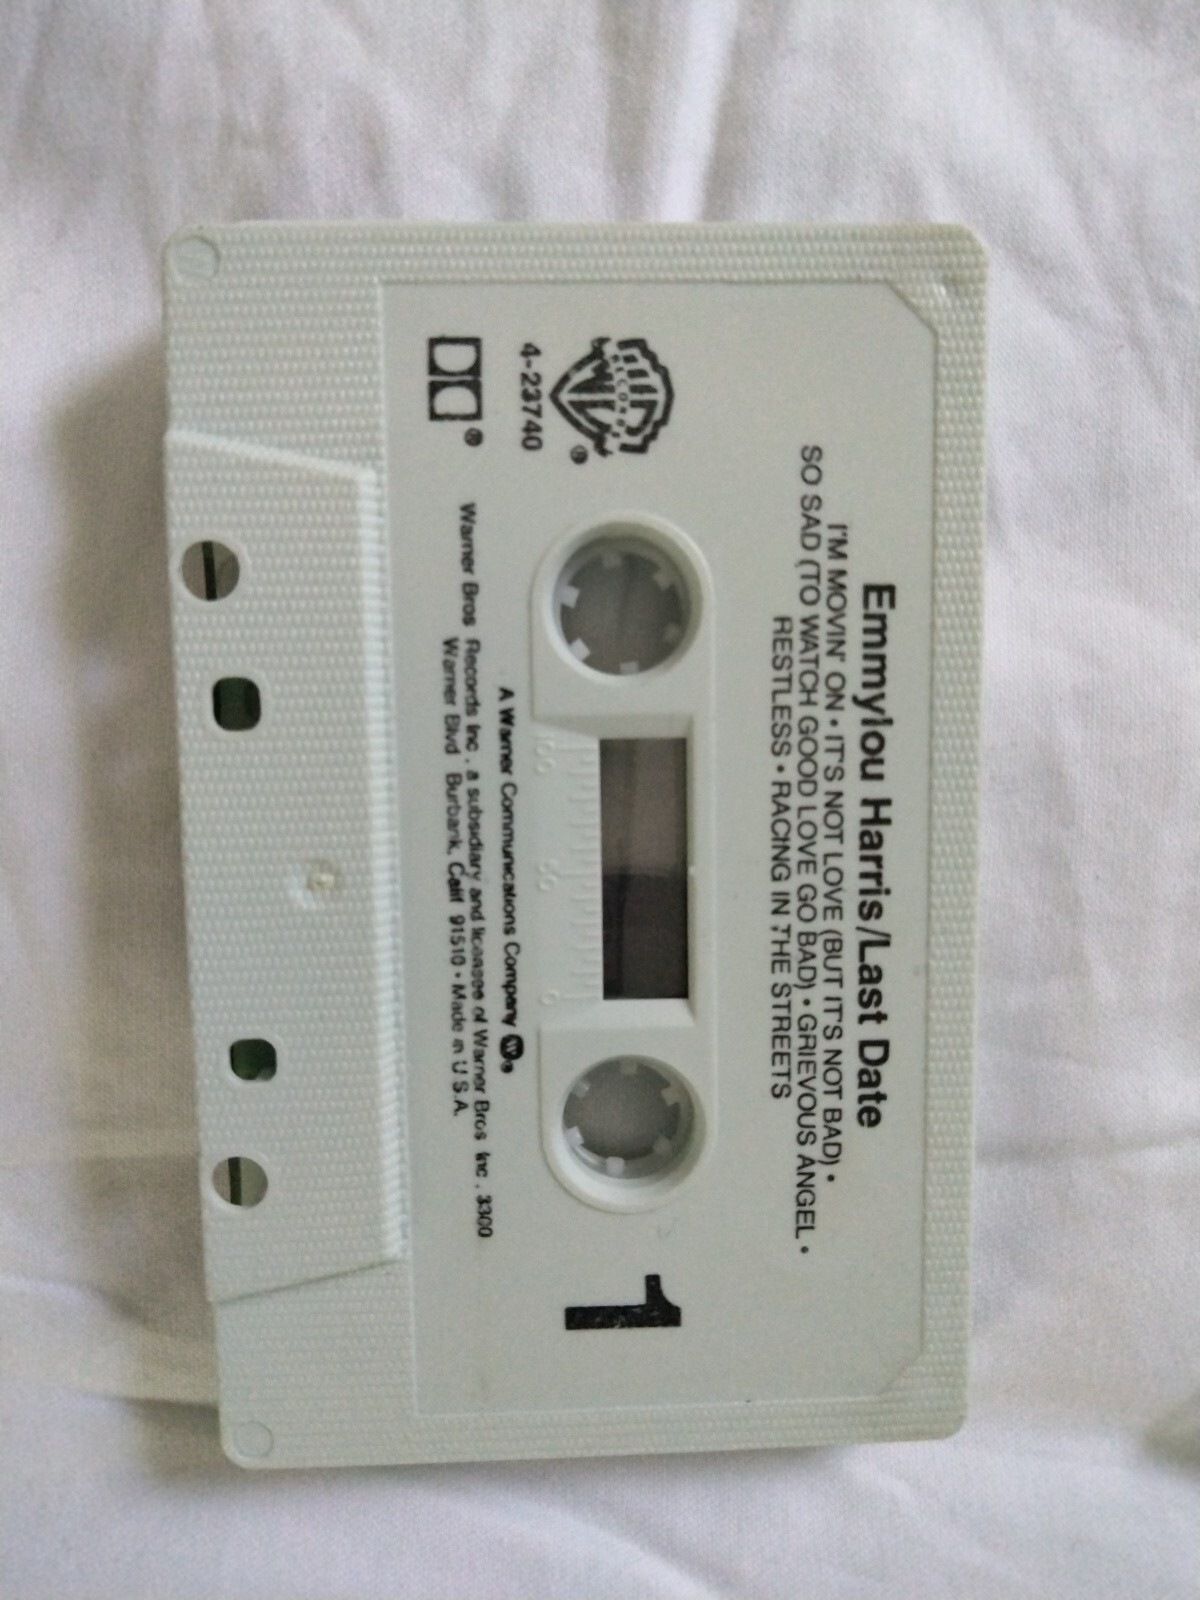 Emmylou Harris/Last Date
I'M MOVIN' ON • IT'S NOT LOVE (BUT IT'S NOT BAD) •
SO SAD (TO WATCH GOOD LOVE GO BAD) • GRIEVOUS ANGEL •
RESTLESS • RACING IN THE STREETS
RECORDS
®
4-23740
1
100 50 0
®
A Warner Communications Company ®
Warner Bros Records Inc., a subsidiary and licensee of Warner Bros Inc., 3300
Warner Blvd Burbank, Calif 91510 • Made in U S.A.